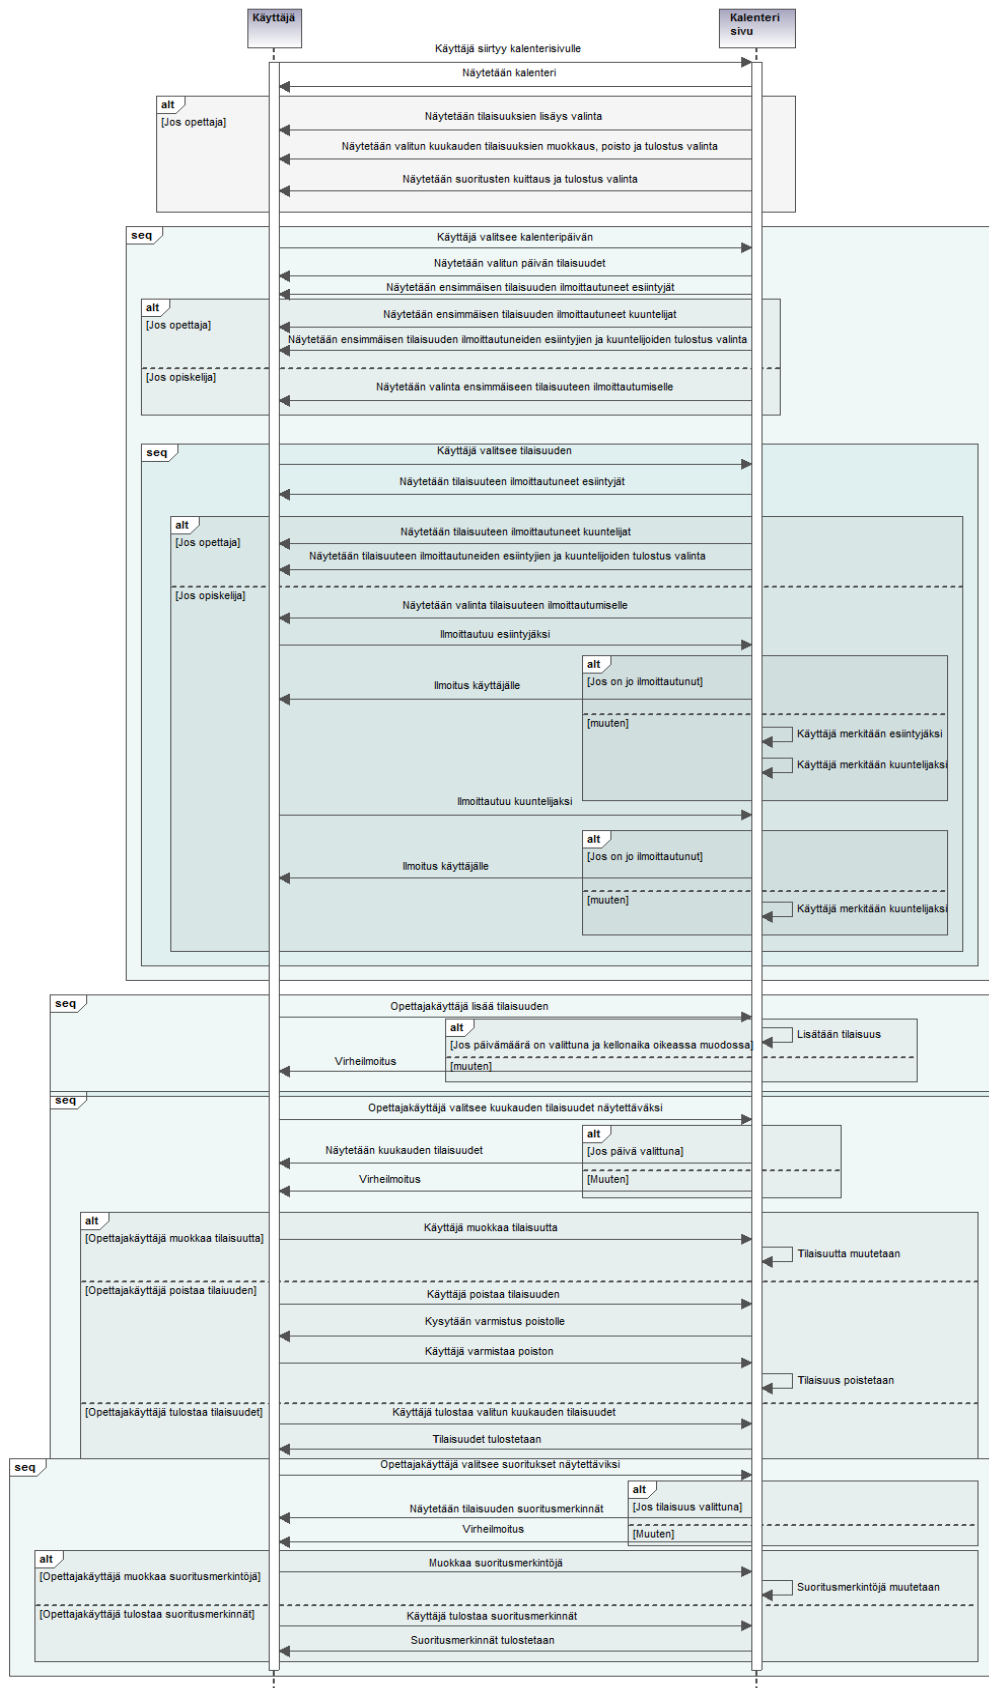 Käyttäjä
Kalenteri
sivu
Käyttäjä siirtyy kalenterisivulle
Näytetään kalenteri
alt
[Jos opettaja]
Näytetään tilaisuuksien lisäys valinta
Näytetään valitun kuukauden tilaisuuksien muokkaus, poisto ja tulostus valinta
Näytetään suoritusten kuittaus ja tulostus valinta
seq
Käyttäjä valitsee kalenteripäivän
Näytetään valitun päivän tilaisuudet
Näytetään ensimmäisen tilaisuuden ilmoittautuneet esiintyjät
alt
[Jos opettaja]
Näytetään ensimmäisen tilaisuuden ilmoittautuneet kuuntelijat
Näytetään ensimmäisen tilaisuuden ilmoittautuneiden esiintyjien ja kuuntelijoiden tulostus valinta
[Jos opiskelija]
Näytetään valinta ensimmäiseen tilaisuuteen ilmoittautumiselle
seq
Käyttäjä valitsee tilaisuuden
Näytetään tilaisuuteen ilmoittautuneet esiintyjät
alt
[Jos opettaja]
Näytetään tilaisuuteen ilmoittautuneet kuuntelijat
Näytetään tilaisuuteen ilmoittautuneiden esiintyjien ja kuuntelijoiden tulostus valinta
[Jos opiskelija]
Näytetään valinta tilaisuuteen ilmoittautumiselle
Ilmoittautuu esiintyjäksi
alt
[Jos on jo ilmoittautunut]
Ilmoitus käyttäjälle
[muuten]
Käyttäjä merkitään esiintyjäksi
Käyttäjä merkitään kuuntelijaksi
Ilmoittautuu kuuntelijaksi
alt
[Jos on jo ilmoittautunut]
Ilmoitus käyttäjälle
[muuten]
Käyttäjä merkitään kuuntelijaksi
seq
Opettajakäyttäjä lisää tilaisuuden
alt
[Jos päivämäärä on valittuna ja kellonaika oikeassa muodossa]
Lisätään tilaisuus
Virheilmoitus
[muuten]
seq
Opettajakäyttäjä valitsee kuukauden tilaisuudet näytettäväksi
alt
[Jos päivä valittuna]
Näytetään kuukauden tilaisuudet
Virheilmoitus
[Muuten]
alt
[Opettajakäyttäjä muokkaa tilaisuutta]
Käyttäjä muokkaa tilaisuutta
Tilaisuutta muutetaan
[Opettajakäyttäjä poistaa tilaiuuden]
Käyttäjä poistaa tilaisuuden
Kysytään varmistus poistolle
Käyttäjä varmistaa poiston
Tilaisuus poistetaan
[Opettajakäyttäjä tulostaa tilaisuudet]
Käyttäjä tulostaa valitun kuukauden tilaisuudet
Tilaisuudet tulostetaan
seq
Opettajakäyttäjä valitsee suoritukset näytettäviksi
alt
[Jos tilaisuus valittuna]
Näytetään tilaisuuden suoritusmerkinnät
Virheilmoitus
[Muuten]
alt
[Opettajakäyttäjä muokkaa suoritusmerkintöjä]
Muokkaa suoritusmerkintöjä
Suoritusmerkintöjä muutetaan
[Opettajakäyttäjä tulostaa suoritusmerkinnät]
Käyttäjä tulostaa suoritusmerkinnät
Suoritusmerkinnät tulostetaan